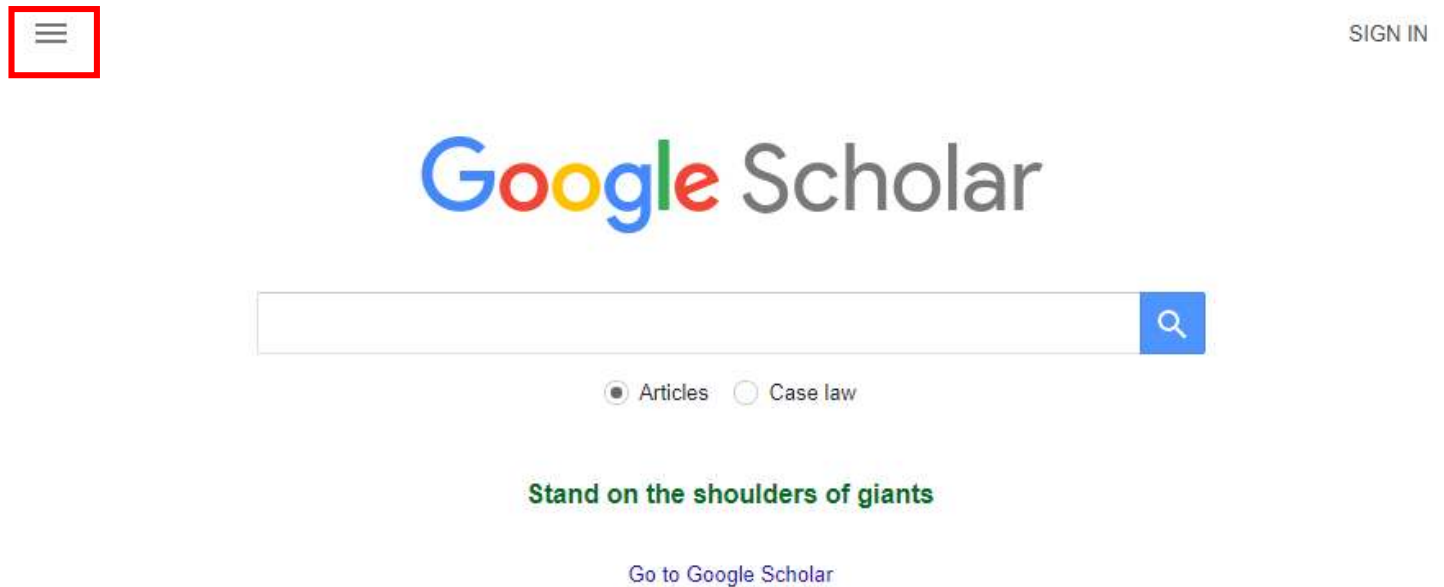 SIGN IN
Google Scholar
Articles Case law
Stand on the shoulders of giants
Go to Google Scholar